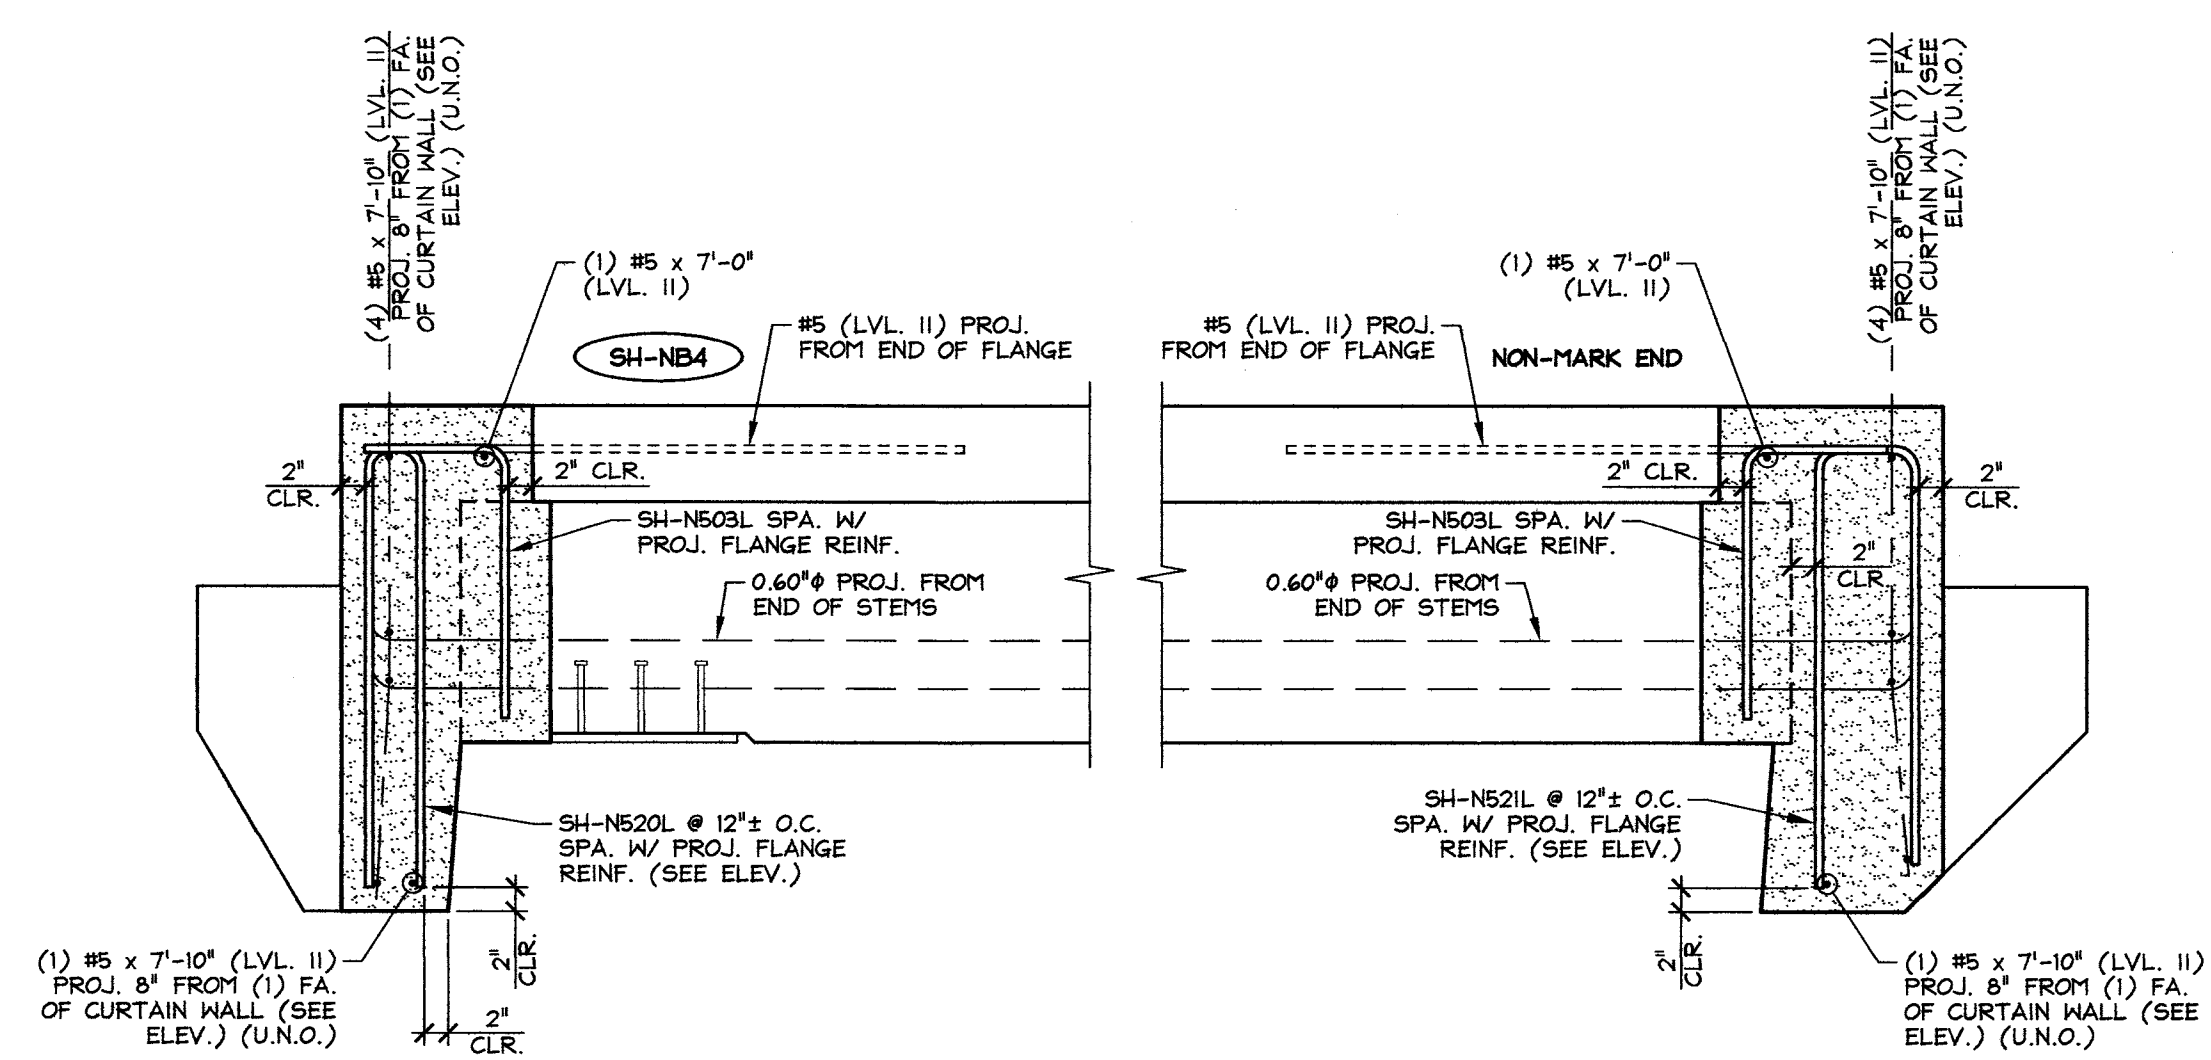 (4) #5 x 7'-10" (LVL. II)
PROJ. 8" FROM (1) FA.
OF CURTAIN WALL (SEE
ELEV.) (U.N.O.)
(4) #5 x 7'-10" (LVL. II)
PROJ. 8" FROM (1) FA.
OF CURTAIN WALL (SEE
ELEV.) (U.N.O.)
(1) #5 x 7'-0"
(LVL. II)
(1) #5 x 7'-0"
(LVL. II)
SH-NB4
#5 (LVL. II) PROJ.
FROM END OF FLANGE
#5 (LVL. II) PROJ.
FROM END OF FLANGE
NON-MARK END
2"
CLR.
2" CLR.
2" CLR.
2"
CLR.
SH-N503L SPA. W/
PROJ. FLANGE REINF.
SH-N503L SPA. W/
PROJ. FLANGE REINF.
2"
CLR.
0.60"ϕ PROJ. FROM
END OF STEMS
0.60"ϕ PROJ. FROM
END OF STEMS
SH-N520L @ 12"± O.C.
SPA. W/ PROJ. FLANGE
REINF. (SEE ELEV.)
SH-N521L @ 12"± O.C.
SPA. W/ PROJ. FLANGE
REINF. (SEE ELEV.)
(1) #5 x 7'-10" (LVL. II)
PROJ. 8" FROM (1) FA.
OF CURTAIN WALL (SEE
ELEV.) (U.N.O.)
2"
CLR.
2"
CLR.
2"
CLR.
(1) #5 x 7'-10" (LVL. II)
PROJ. 8" FROM (1) FA.
OF CURTAIN WALL (SEE
ELEV.) (U.N.O.)